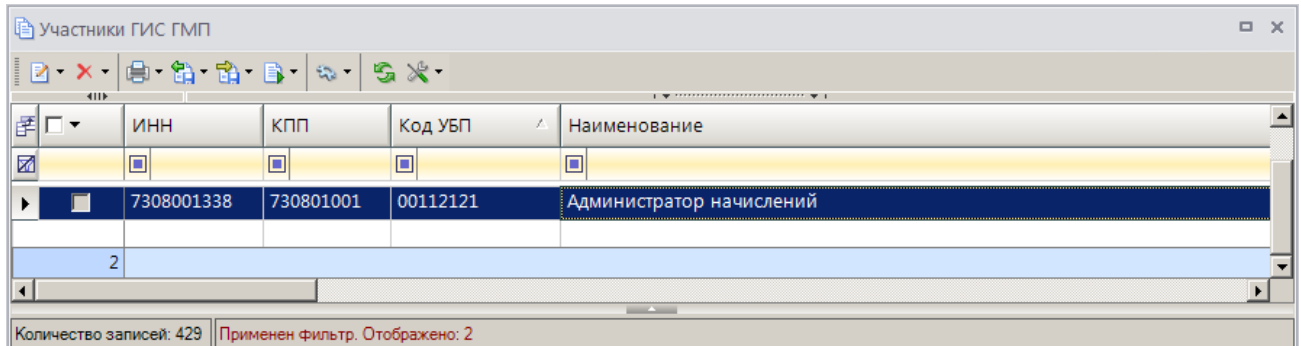 Участники ГИС ГМП
ИНН КПП Код УБП Наименование
7308001338 730801001 00112121 Администратор начислений
2
Количество записей: 429 Применен фильтр. Отображено: 2